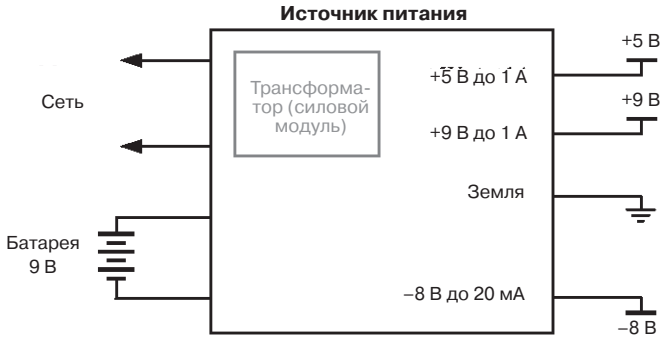 Источник питания
+5 В
Трансформа-
тор (силовой
модуль)
+5 В до 1 А
Сеть
+9 В
+9 В до 1 А
Земля
Батарея
9 В
−8 В до 20 мА
−8 В